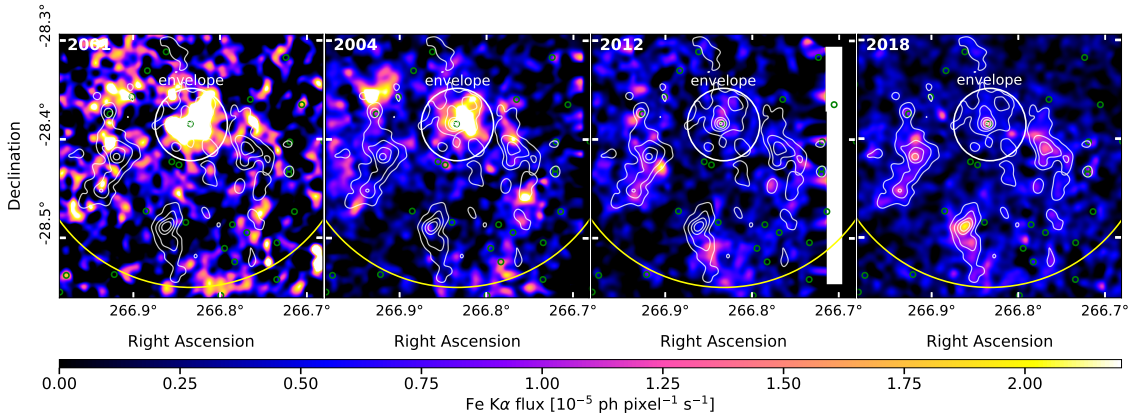 2001 2004 2012 2018
envelope envelope envelope envelope
Declination
-28.3°
-28.4°
-28.5°
266.9 266.8 266.7° 266.9 266.8 266.7° 266.9 266.8 266.7° 266.9 266.8 266.7°
Right Ascension Right Ascension Right Ascension Right Ascension
0.00 0.25 0.50 0.75 1.00 1.25 1.50 1.75 2.00
Fe Kα flux [10⁻⁵ ph pixel⁻¹ s⁻¹]